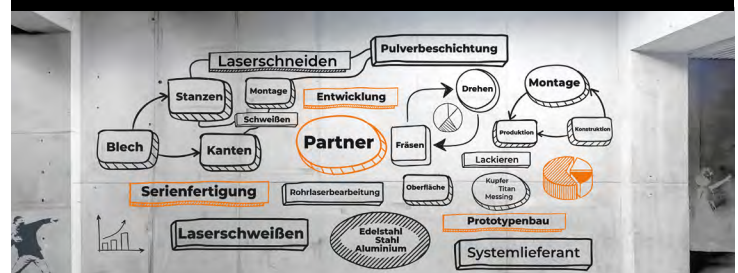 Pulverbeschichtung
Laserschneiden
Stanzen
Montage
Entwicklung
Drehen
Montage
Schweißen
Blech
Kanten
Partner
Fräsen
Produktion
Konstruktion
Lackieren
Serienfertigung
Rohrlaserbearbeitung
Oberfläche
Kupfer
Titan
Messing
Laserschweißen
Edelstahl
Stahl
Aluminium
Prototypenbau
Systemlieferant